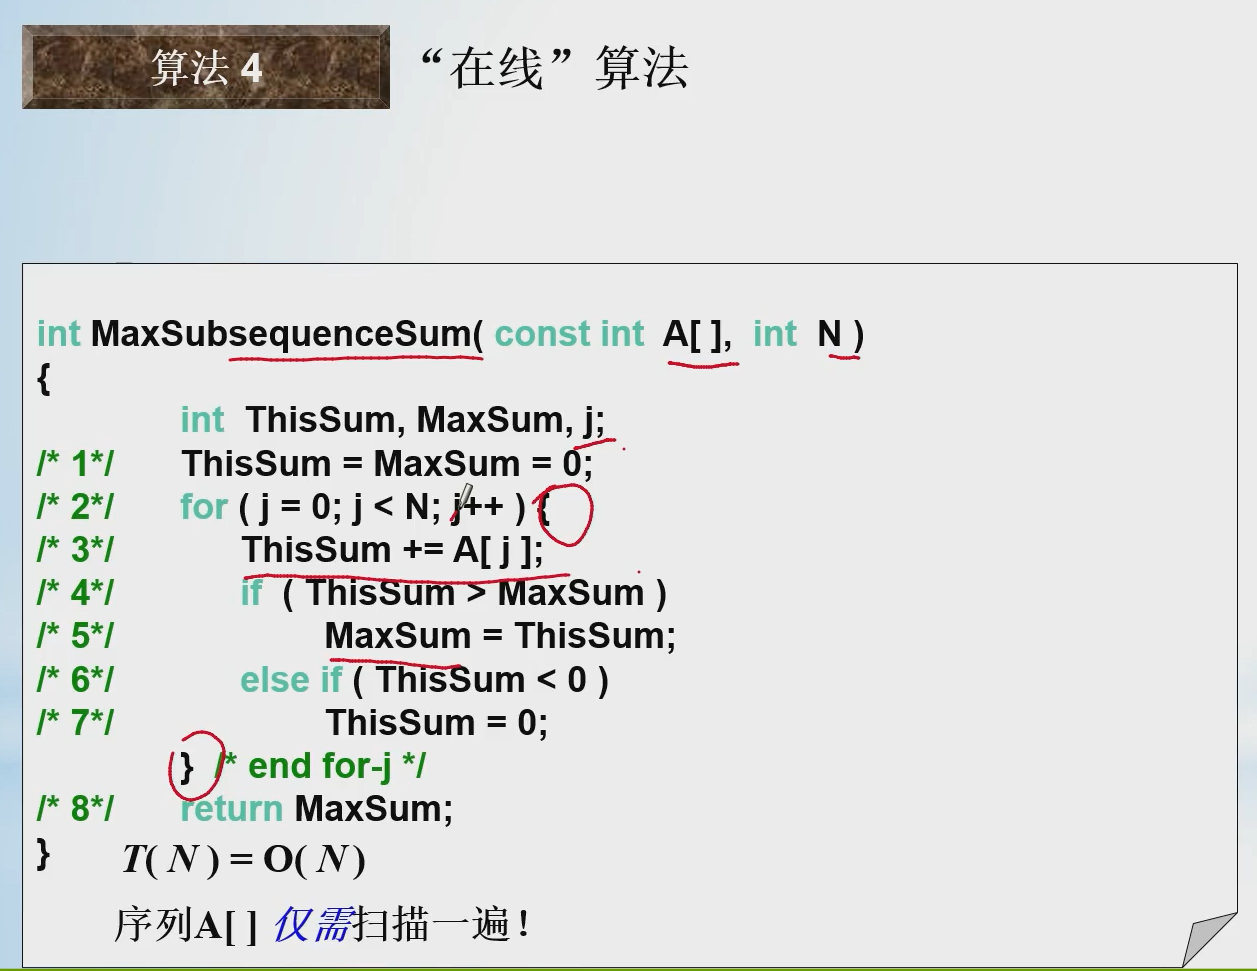 算法 4
“在线”算法
int MaxSubsequenceSum( const int A[ ], int N )
{
int ThisSum, MaxSum, j;
/* 1*/ ThisSum = MaxSum = 0;
/* 2*/ for ( j = 0; j < N; j++ ) {
/* 3*/ ThisSum += A[ j ];
/* 4*/ if ( ThisSum > MaxSum )
/* 5*/ MaxSum = ThisSum;
/* 6*/ else if ( ThisSum < 0 )
/* 7*/ ThisSum = 0;
} /* end for-j */
/* 8*/ return MaxSum;
}
T( N ) = O( N )
序列A[ ] 仅需扫描一遍！